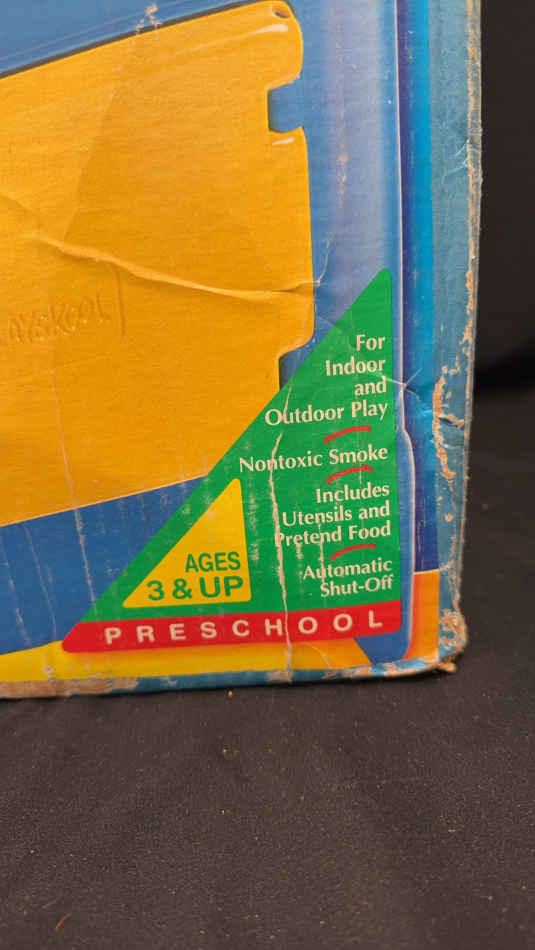 For
Indoor
and
Outdoor Play
Nontoxic Smoke
Includes
Utensils and
Pretend Food
Automatic
Shut-Off
AGES
3 & UP
PRESCHOOL